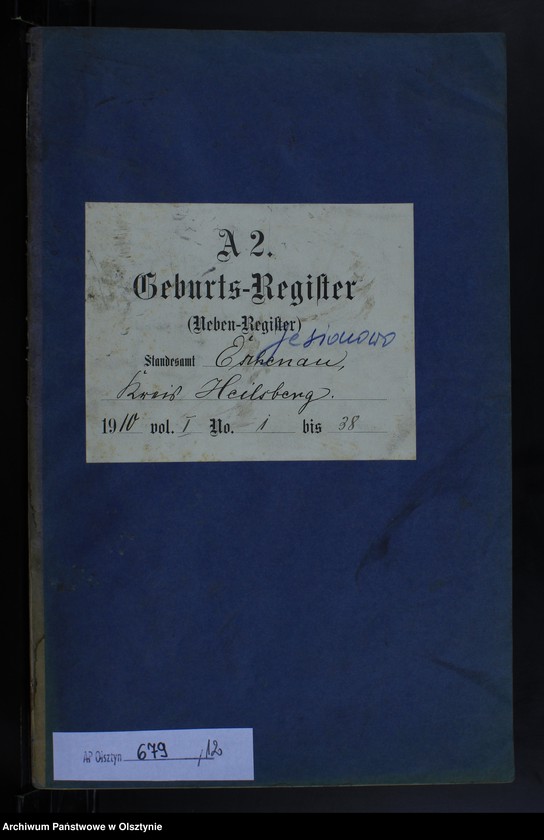 A 2.
Geburts-Register
(Neben-Register)
Jesionowo
Standesamt Eschenau,
Kreis Heilsberg.
1910 vol. I No. 1 bis 38
AP Olsztyn 679 / 12
Archiwum Państwowe w Olsztynie